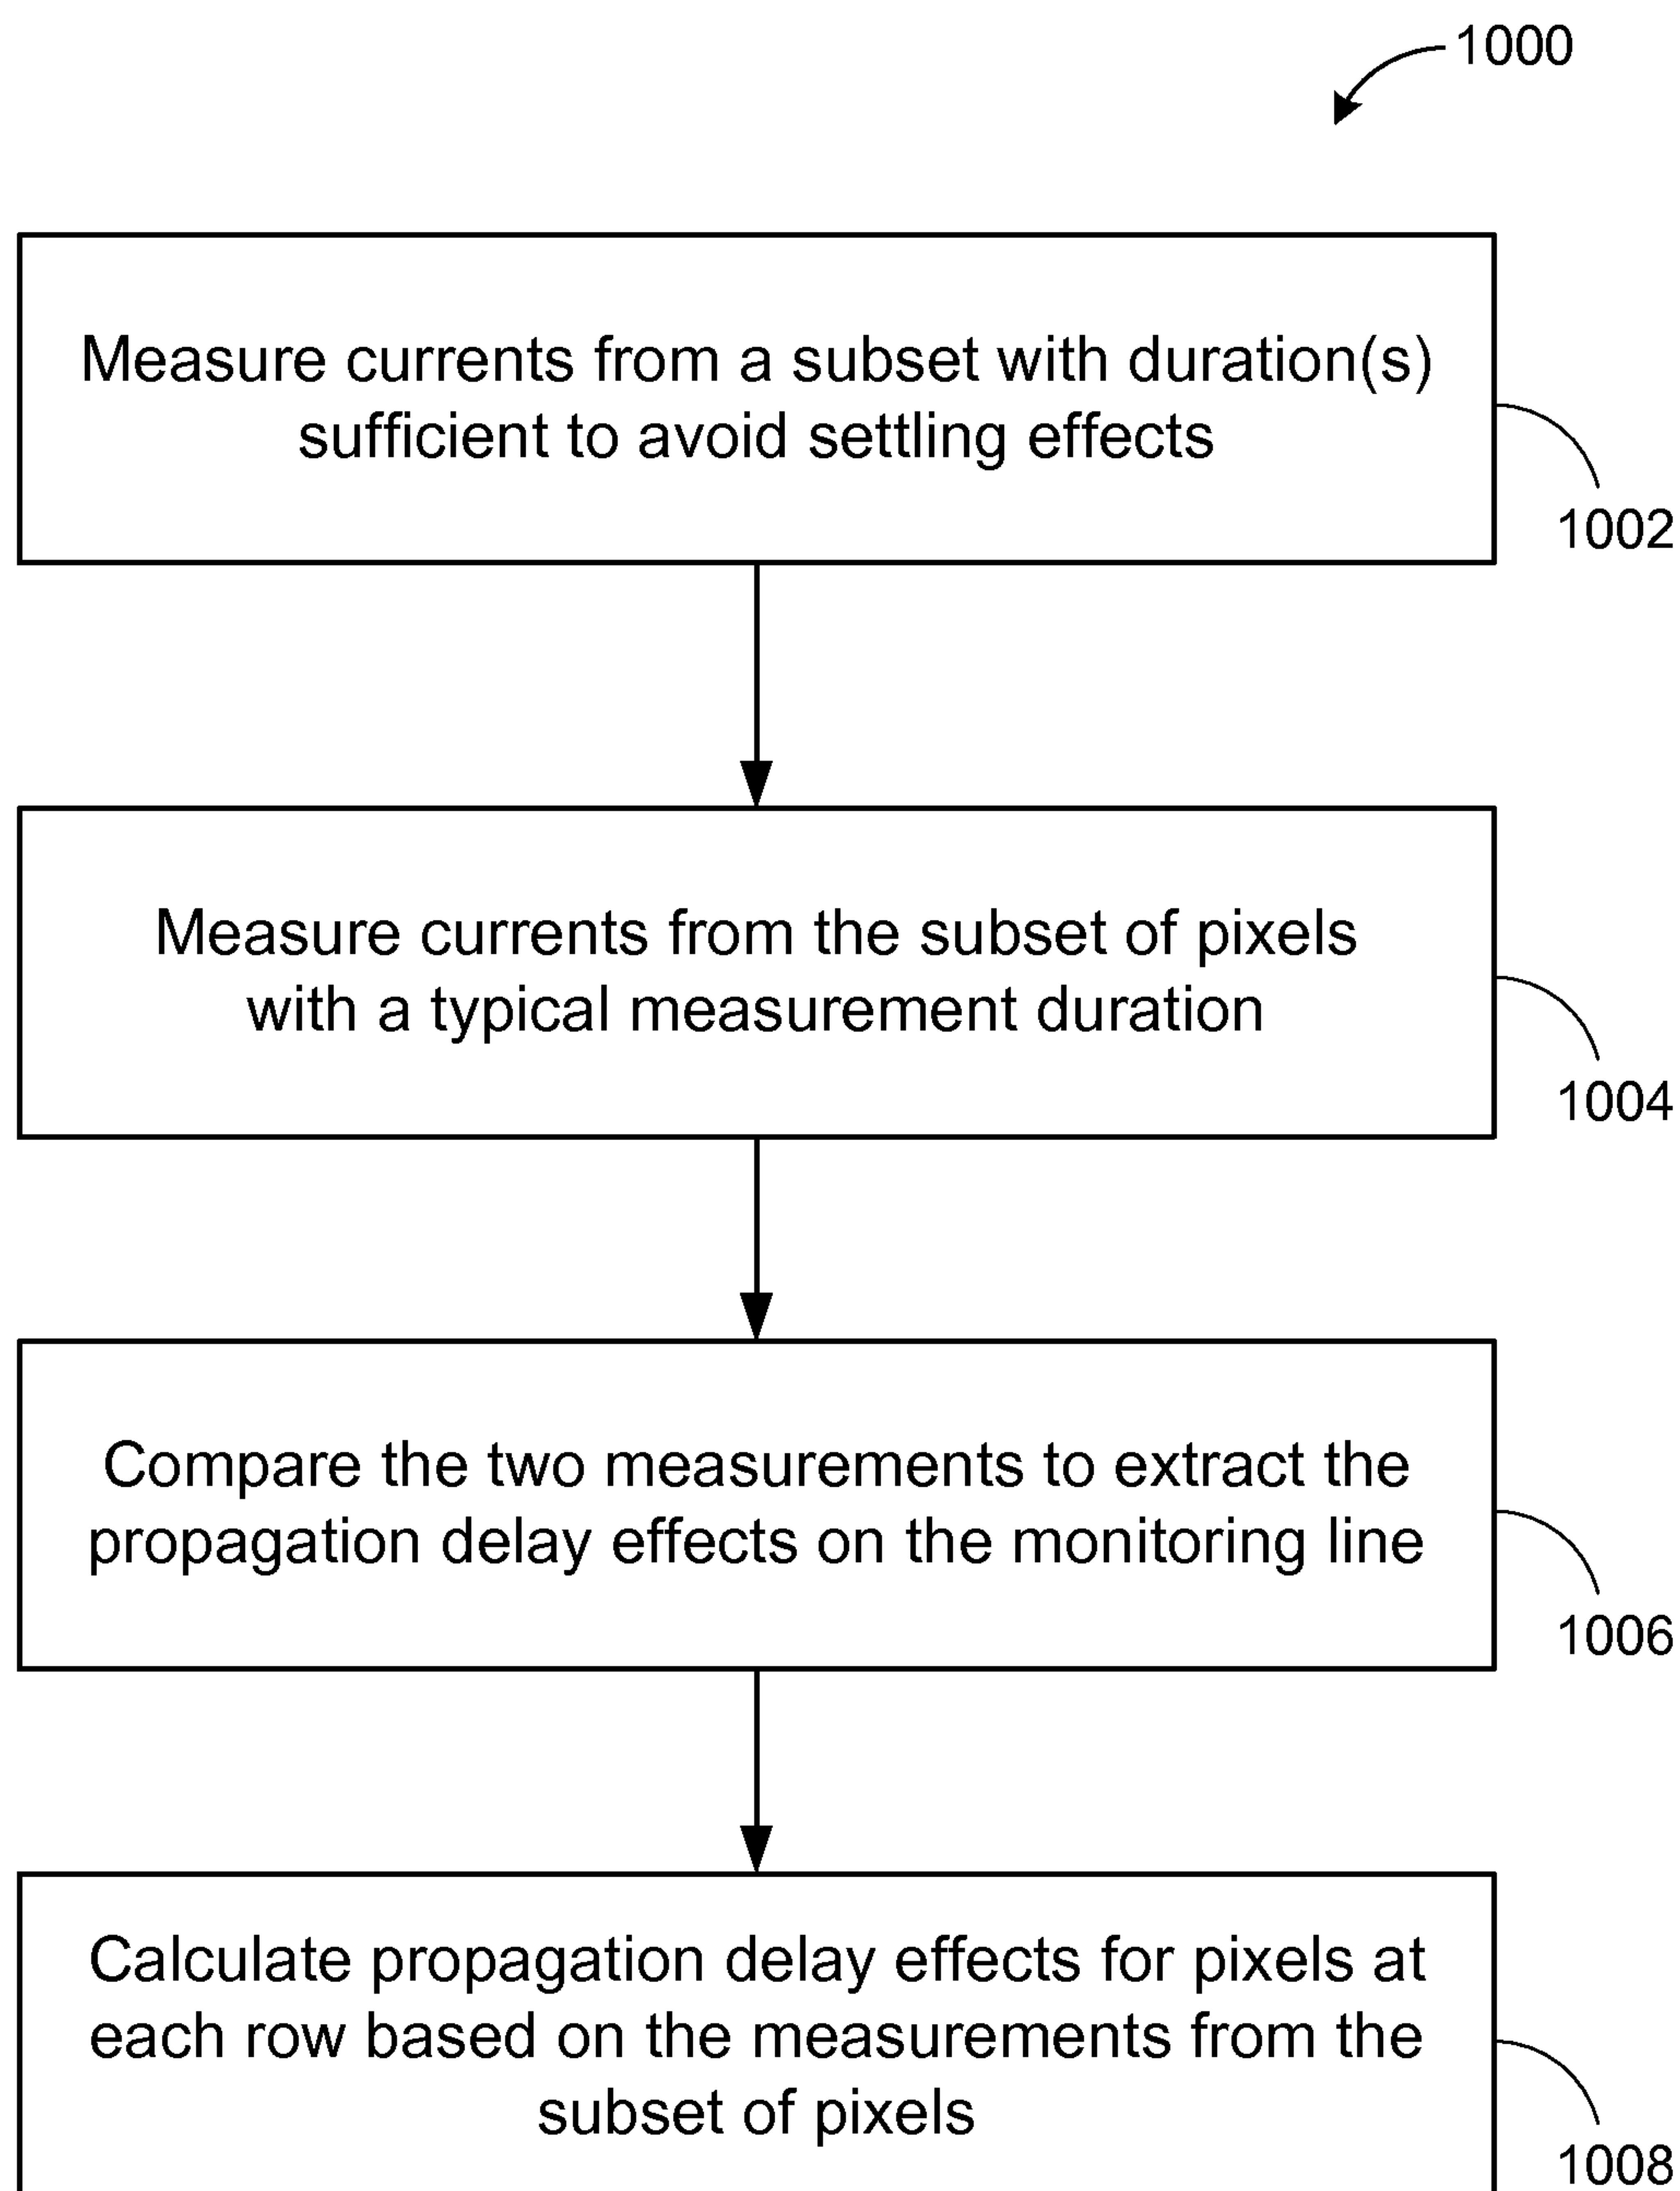 1000
Measure currents from a subset with duration(s)
sufficient to avoid settling effects
1002
Measure currents from the subset of pixels
with a typical measurement duration
1004
Compare the two measurements to extract the
propagation delay effects on the monitoring line
1006
Calculate propagation delay effects for pixels at
each row based on the measurements from the
subset of pixels
1008